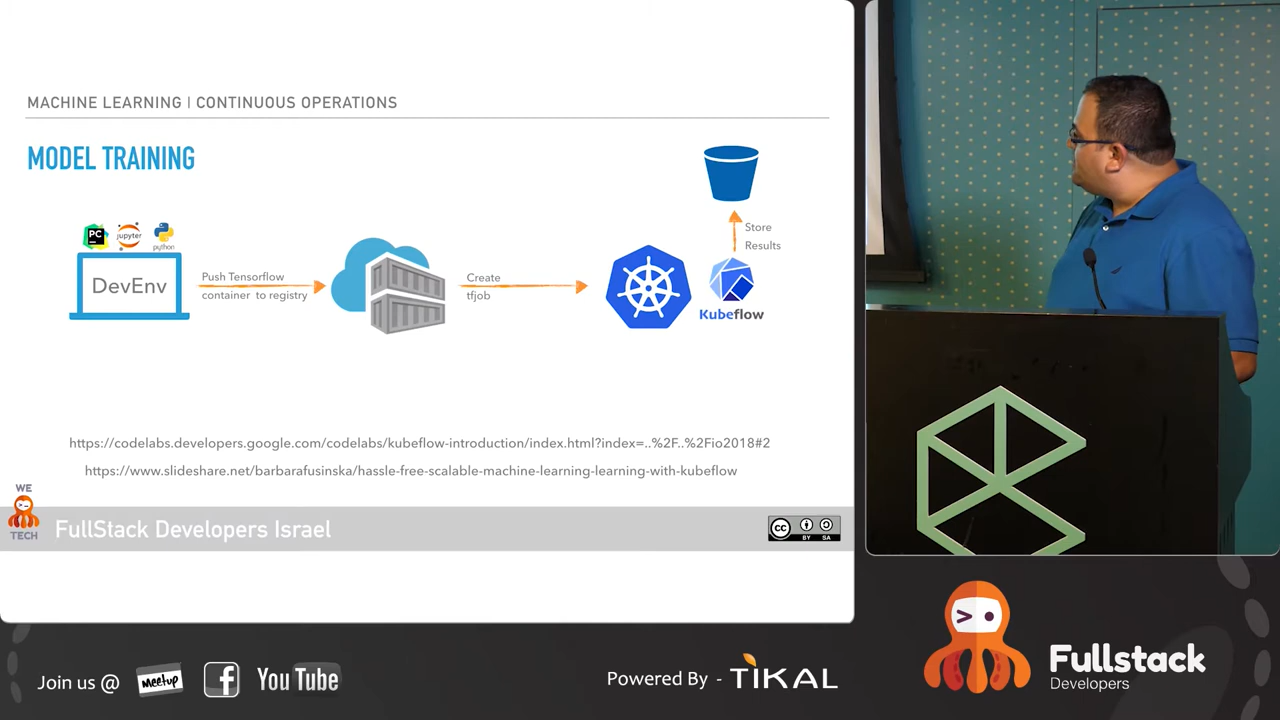 MACHINE LEARNING | CONTINUOUS OPERATIONS
MODEL TRAINING
PC
jupyter
python
DevEnv
Push Tensorflow
container to registry
Create
tfjob
Store
Results
Kubeflow
https://codelabs.developers.google.com/codelabs/kubeflow-introduction/index.html?index=..%2F..%2Fio2018#2
https://www.slideshare.net/barbarafusinska/hassle-free-scalable-machine-learning-learning-with-kubeflow
WE
TECH
FullStack Developers Israel
cc
BY SA
Join us @
Meetup
f
YouTube
Powered By - TIKAL
Fullstack
Developers